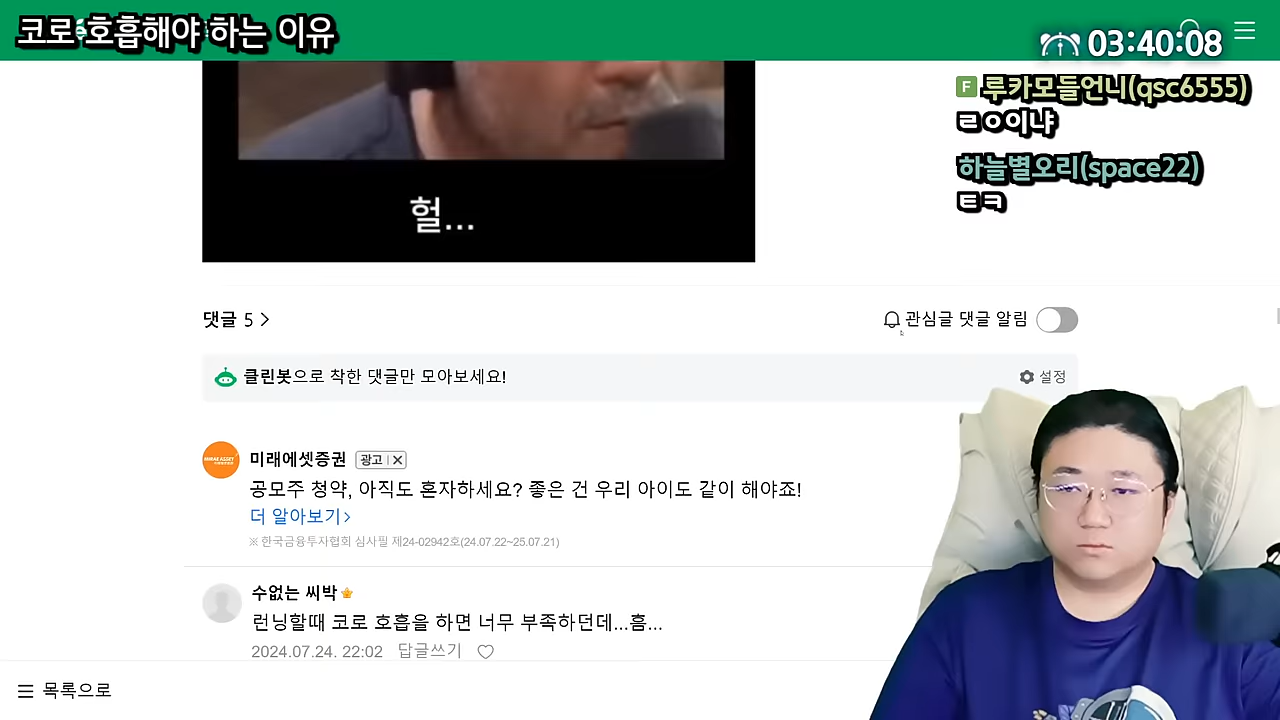 코로 호흡해야 하는 이유
03:40:08
F 루카모들언니(qsc6555)
ㄹㅇ이냐
하늘별오리(space22)
ㅌㅋ
헐...
댓글 5
관심글 댓글 알림
클린봇으로 착한 댓글만 모아보세요!
설정
MIRAE ASSET
미래에셋증권 광고 X
공모주 청약, 아직도 혼자하세요? 좋은 건 우리 아이도 같이 해야죠!
더 알아보기
※ 한국금융투자협회 심사필 제24-02942호(24.07.22~25.07.21)
수없는 씨박
런닝할때 코로 호흡을 하면 너무 부족하던데...흠...
2024.07.24. 22:02 답글쓰기
목록으로